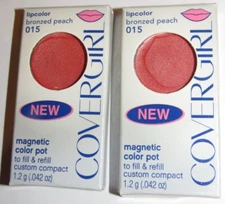 lipcolor
bronzed peach
015
NEW
magnetic
color pot
to fill & refill
custom compact
1.2 g (.042 oz)
COVERGIRL
lipcolor
bronzed peach
015
NEW
magnetic
color pot
to fill & refill
custom compact
1.2 g (.042 oz)
COVERGIRL